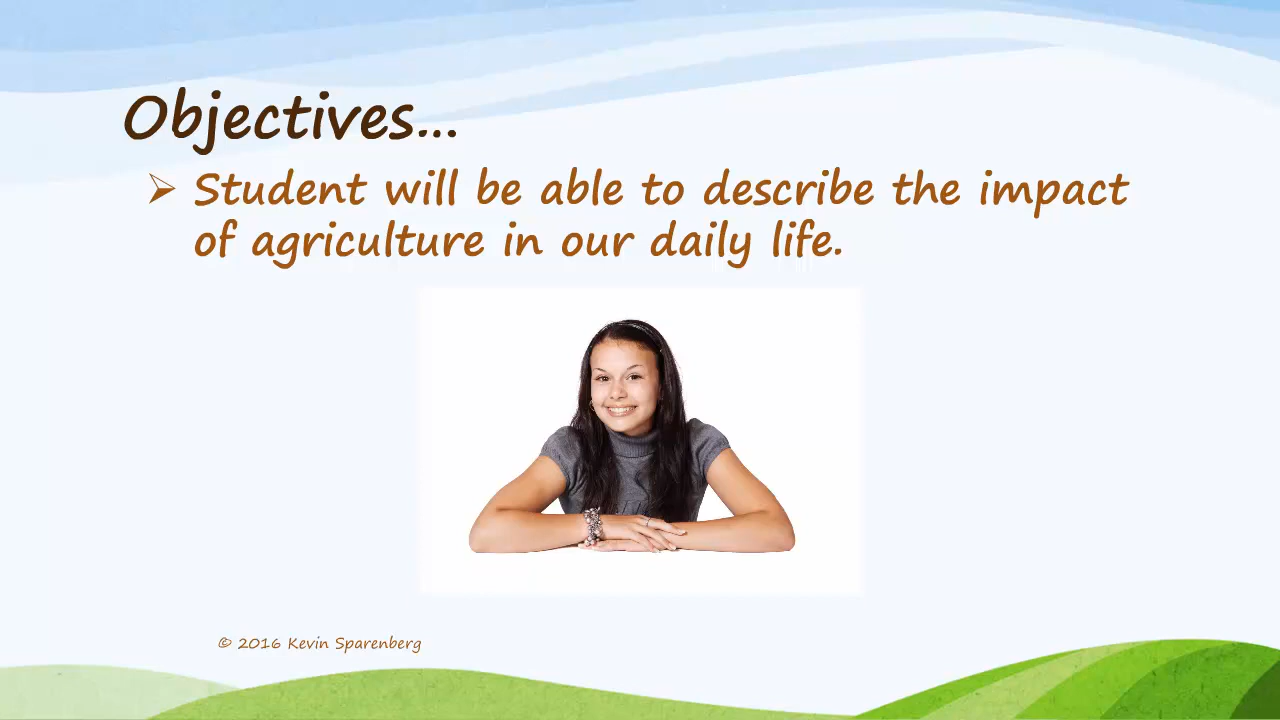 Objectives...
➢ Student will be able to describe the impact
of agriculture in our daily life.
© 2016 Kevin Sparenberg